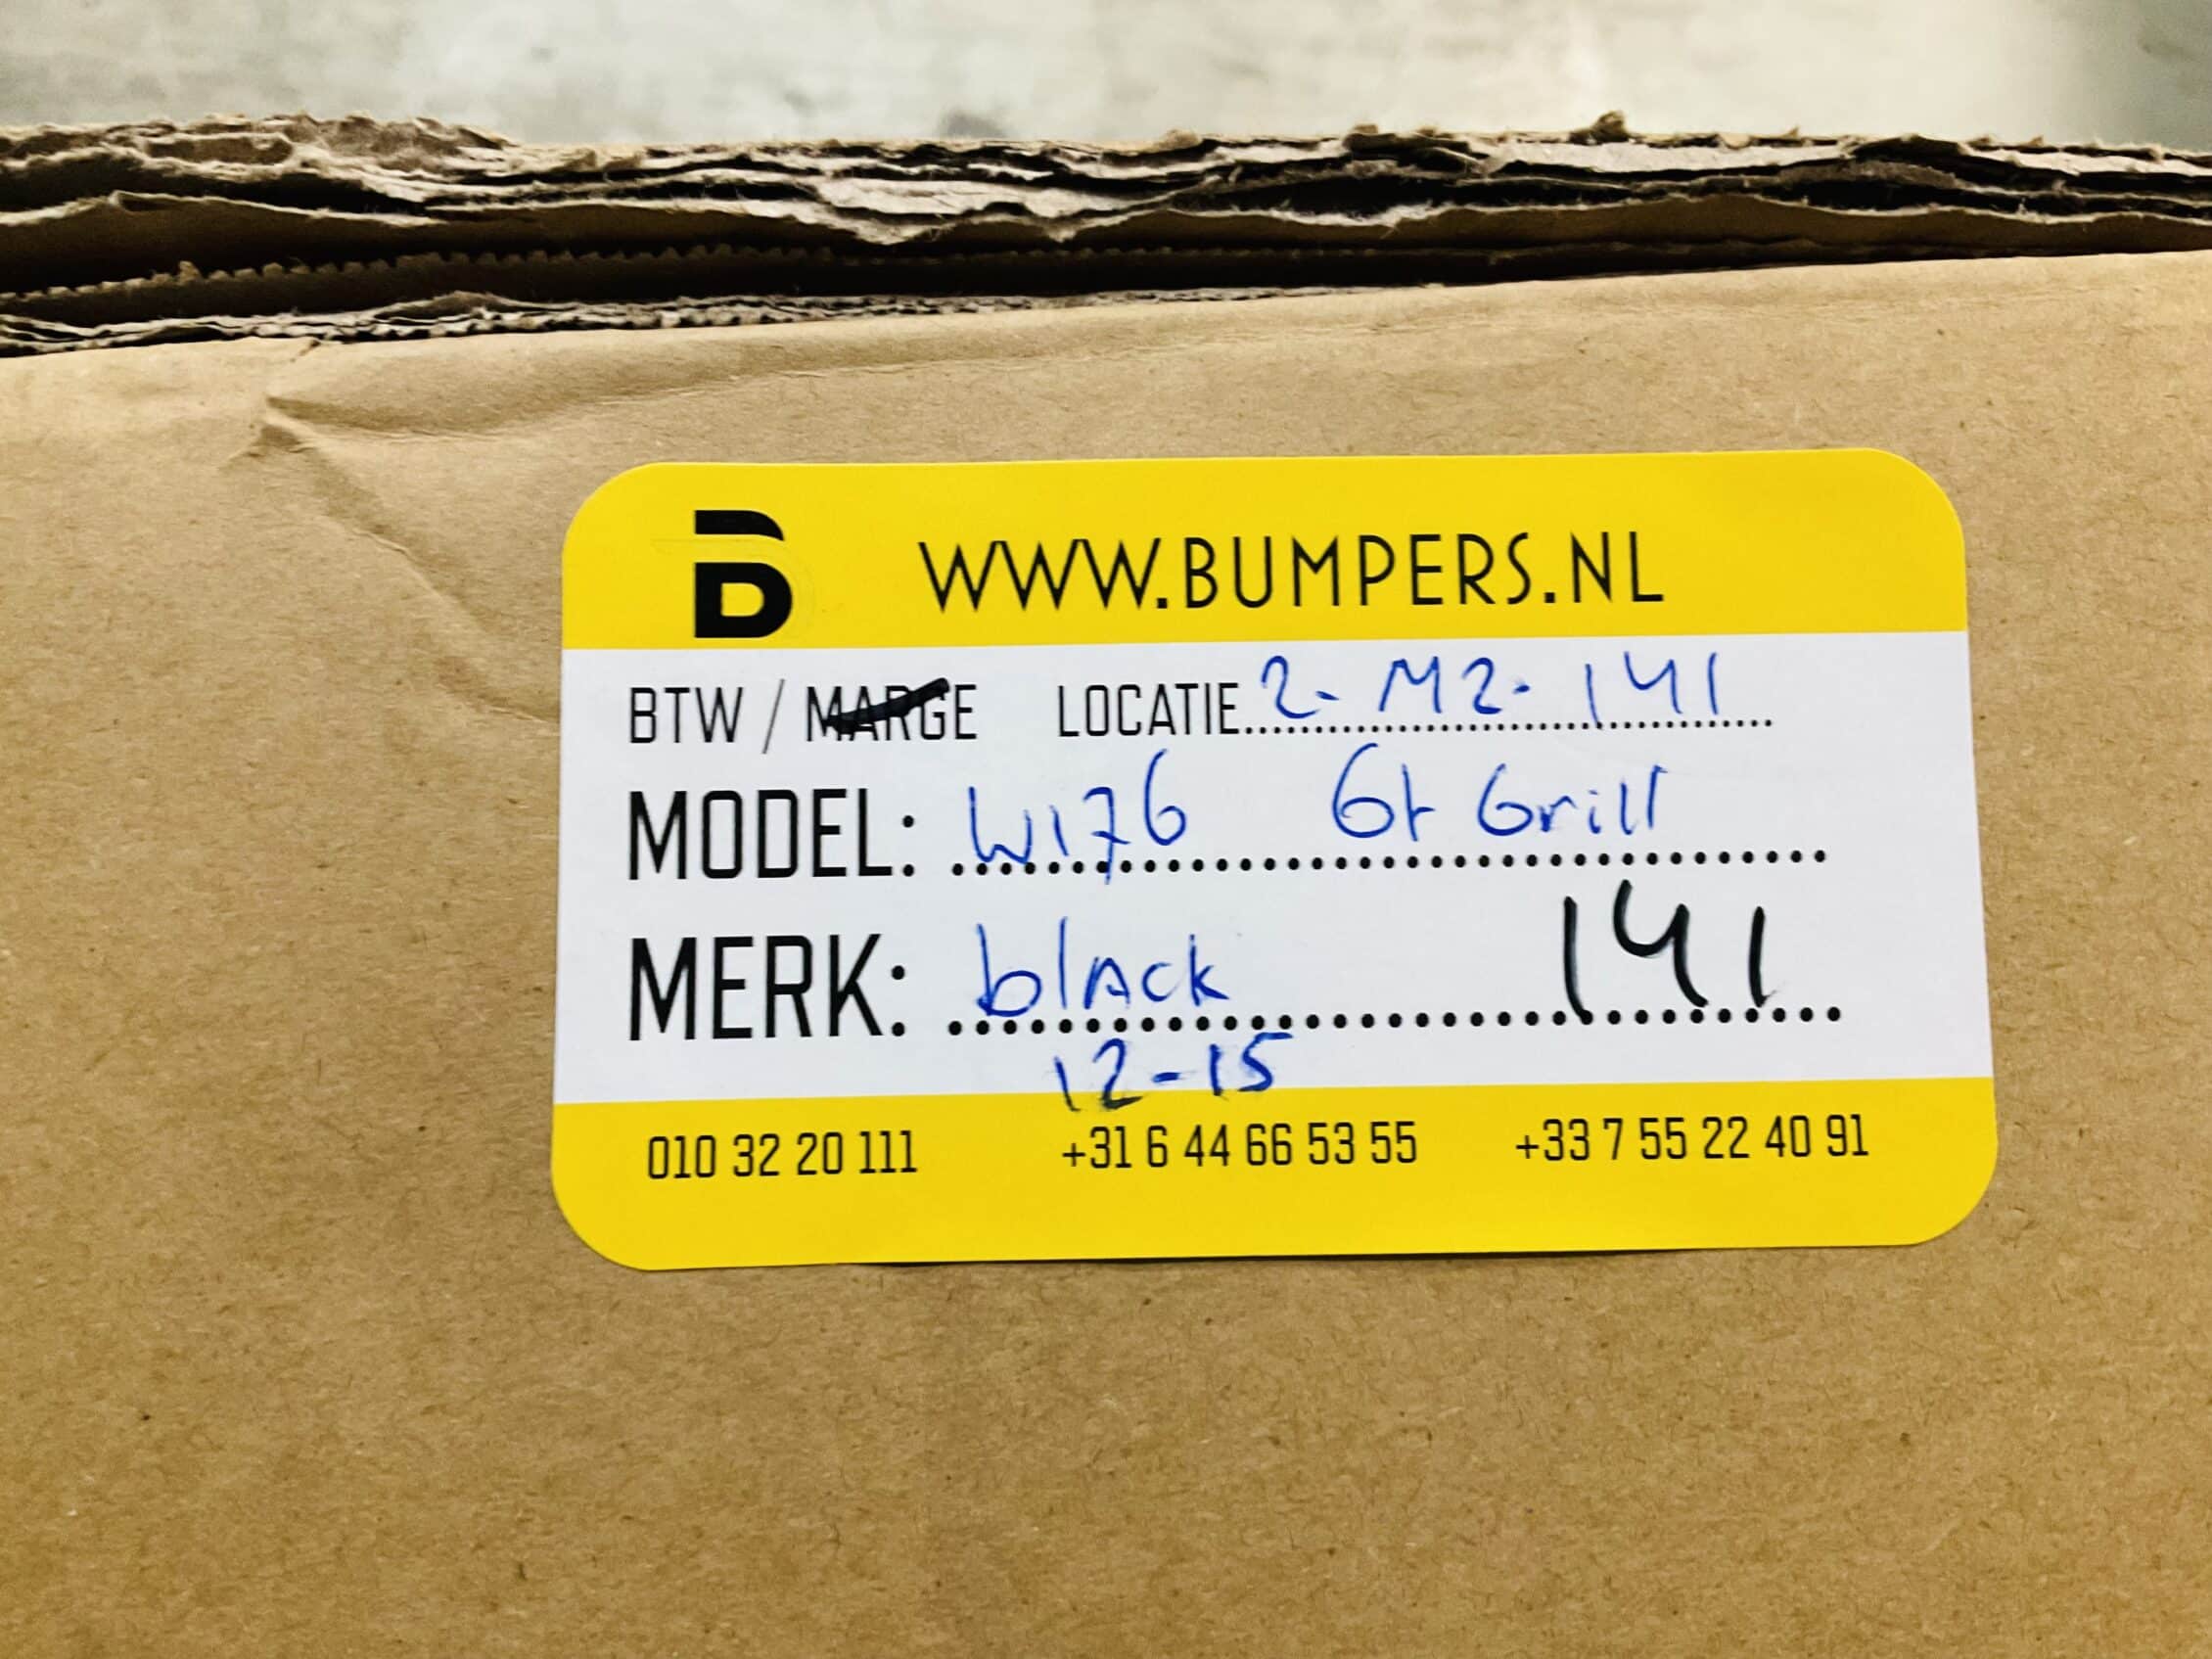 B WWW.BUMPERS.NL
BTW / MARGE LOCATIE 2-M2-141
MODEL: W176 Gt Grill
MERK: black 141
12-15
010 32 20 111 +31 6 44 66 53 55 +33 7 55 22 40 91